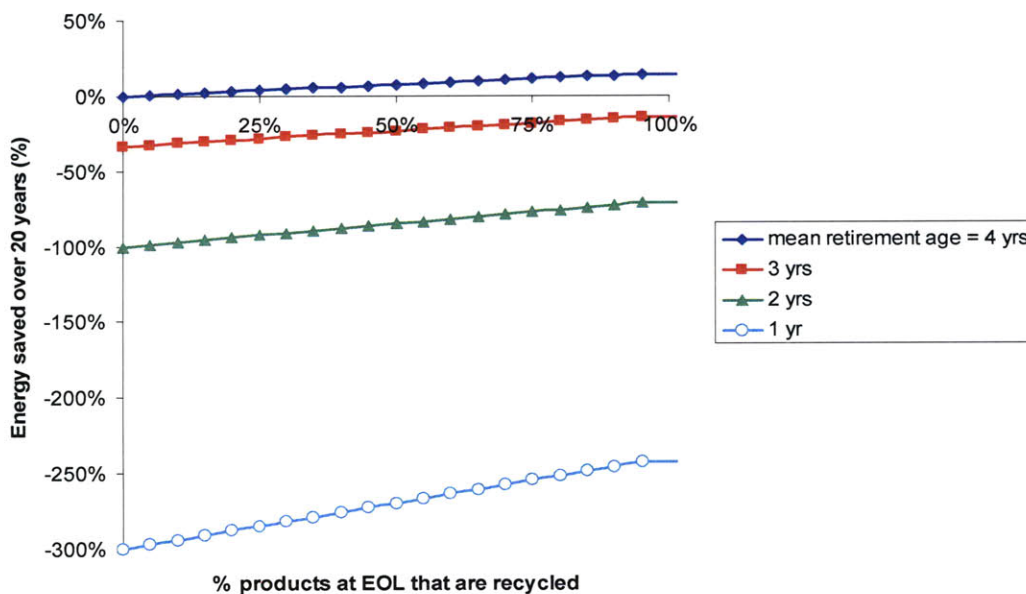 50%
0%
0%
25%
50%
75%
100%
-50%
-100%
-150%
-200%
-250%
-300%
Energy saved over 20 years (%)
% products at EOL that are recycled
mean retirement age = 4 yrs
3 yrs
2 yrs
1 yr